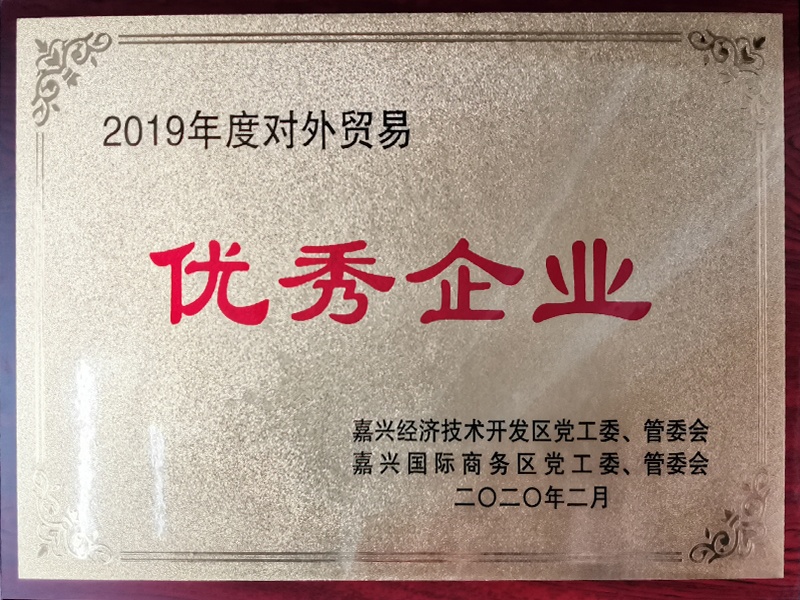 2019年度对外贸易
优秀企业
嘉兴经济技术开发区党工委、管委会
嘉兴国际商务区党工委、管委会
二〇二〇年二月